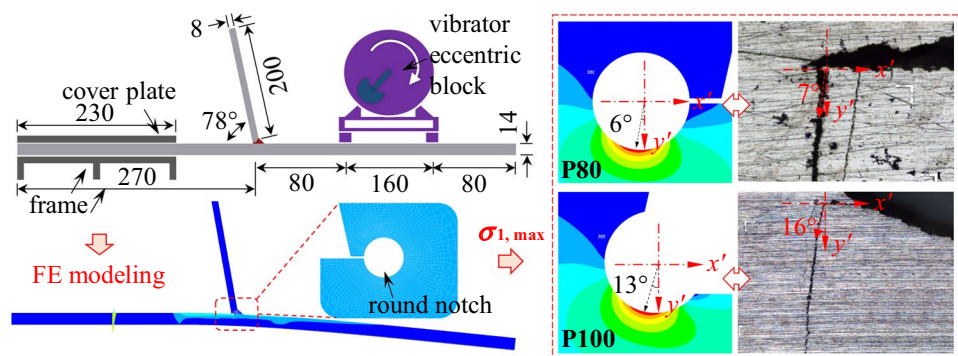 8
200
78°
vibrator
eccentric
block
cover plate
230
14
270
80
160
80
frame
FE modeling
round notch
σ1, max
x′
6°
y′
P80
x′
7°
y′
x′
13°
y′
P100
x′
16°
y′